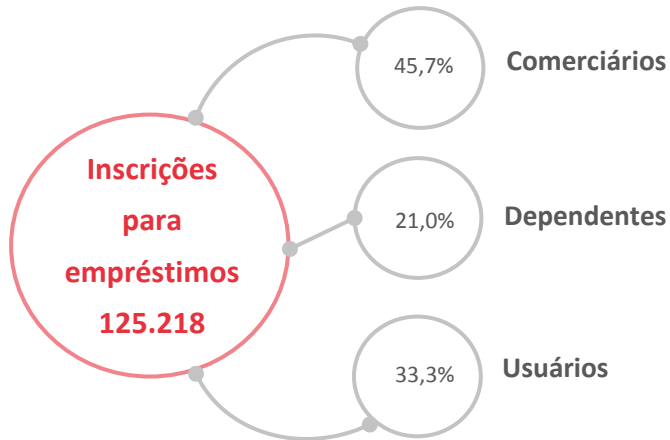 Inscrições
para
empréstimos
125.218
45,7%
Comerciários
21,0%
Dependentes
33,3%
Usuários